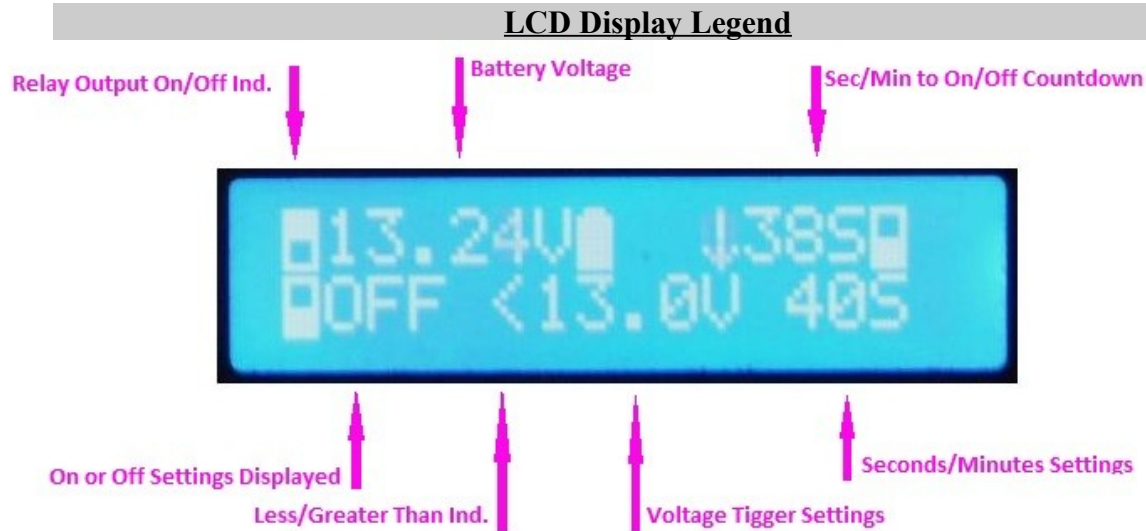 LCD Display Legend
Relay Output On/Off Ind.
Battery Voltage
Sec/Min to On/Off Countdown
13.24V ↓38S
OFF <13.0V 40S
On or Off Settings Displayed
Less/Greater Than Ind.
Voltage Tigger Settings
Seconds/Minutes Settings